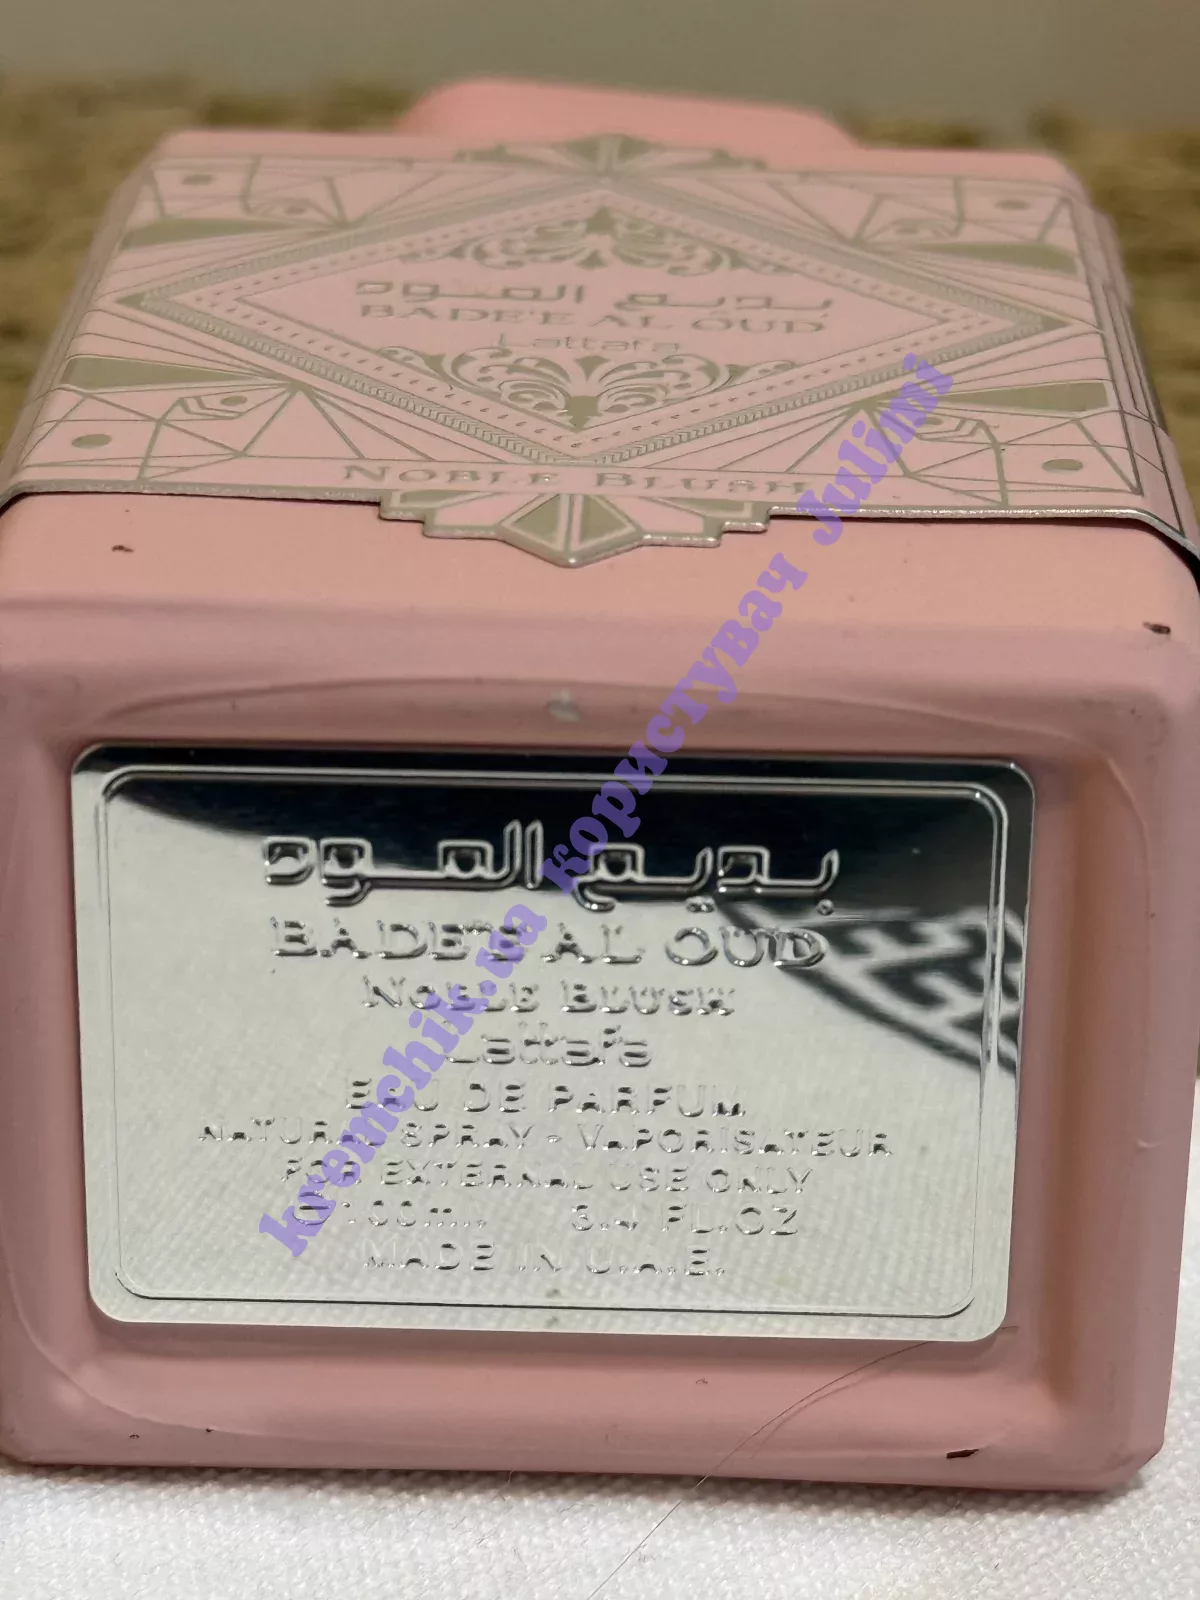 بديع العود
BADE'E AL OUD
Lattafa
NOBLE BLUSH
بديع العود
BADE'E AL OUD
NOBLE BLUSH
Lattafa
EAU DE PARFUM
NATURAL SPRAY - VAPORISATEUR
FOR EXTERNAL USE ONLY
100ml. 3.4 FL.OZ
MADE IN U.A.E.
kremchik.ua користувач Julimi